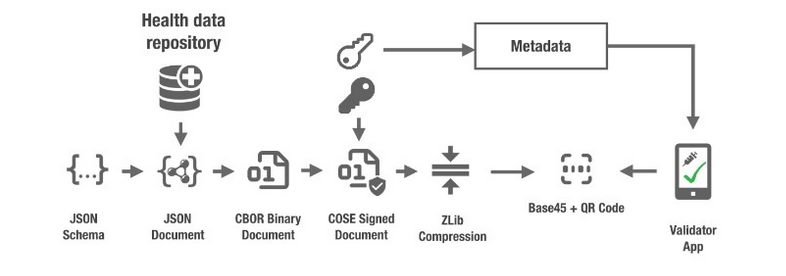 Health data
repository
Metadata
{...}
01
01
JSON
Schema
JSON
Document
CBOR Binary
Document
COSE Signed
Document
ZLib
Compression
Base45 + QR Code
Validator
App